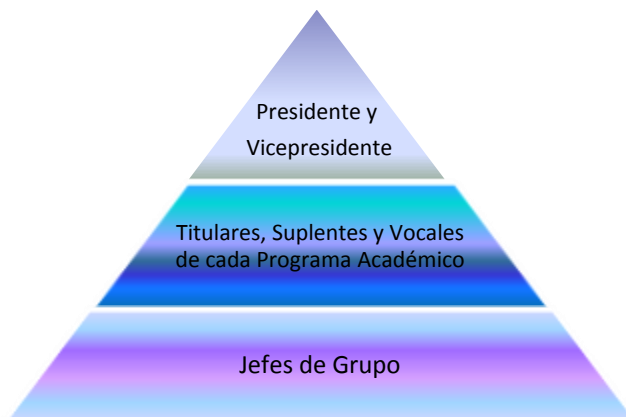 Presidente y
Vicepresidente
Titulares, Suplentes y Vocales
de cada Programa Académico
Jefes de Grupo